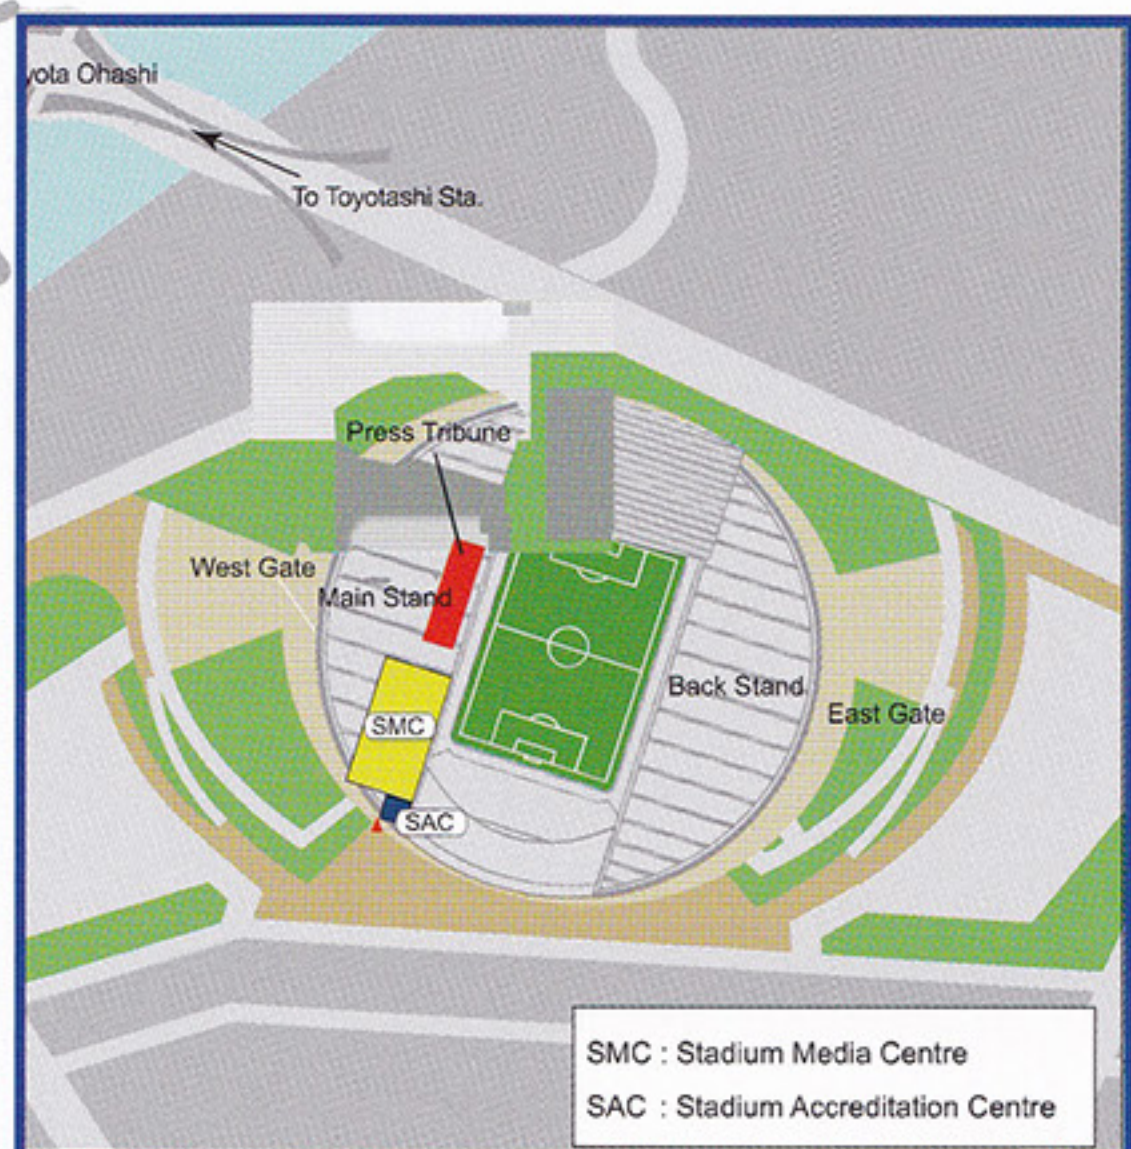 yota Ohashi
To Toyotashi Sta.
Press Tribune
West Gate
Main Stand
Back Stand
East Gate
SMC
SAC
SMC : Stadium Media Centre
SAC : Stadium Accreditation Centre